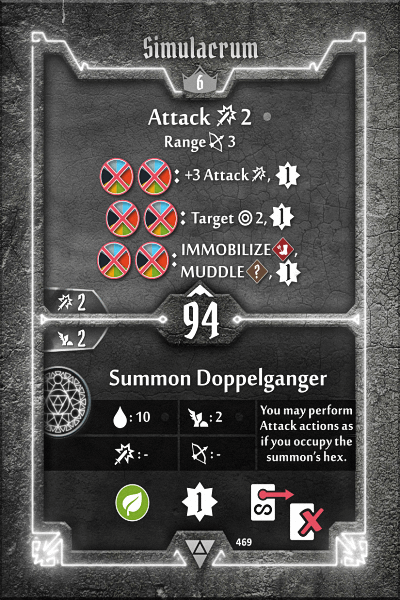 Simulacrum
6
Attack 2
Range 3
: +3 Attack, 1
: Target 2, 1
: IMMOBILIZE,
MUDDLE ?, 1
2
94
2
Summon Doppelganger
: 10
: 2
: -
: -
You may perform
Attack actions as
if you occupy the
summon's hex.
1
S
469